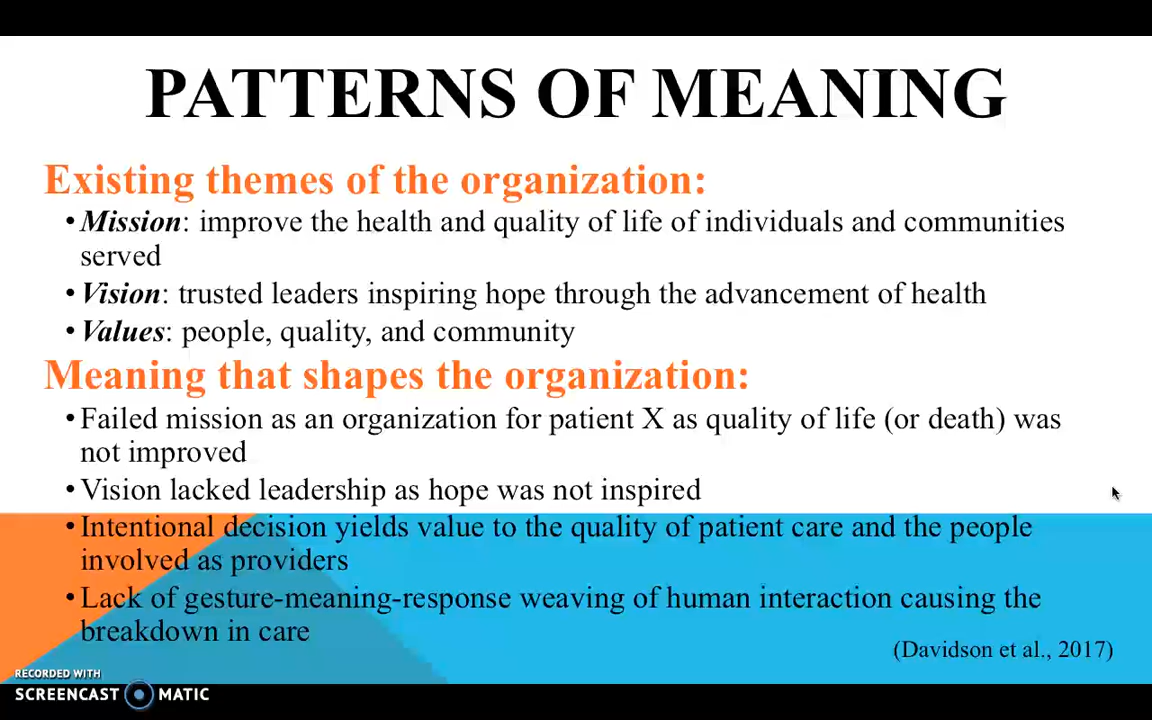 PATTERNS OF MEANING
Existing themes of the organization:
• Mission: improve the health and quality of life of individuals and communities
served
• Vision: trusted leaders inspiring hope through the advancement of health
• Values: people, quality, and community
Meaning that shapes the organization:
• Failed mission as an organization for patient X as quality of life (or death) was
not improved
• Vision lacked leadership as hope was not inspired
• Intentional decision yields value to the quality of patient care and the people
involved as providers
• Lack of gesture-meaning-response weaving of human interaction causing the
breakdown in care
(Davidson et al., 2017)
RECORDED WITH
SCREENCAST MATIC